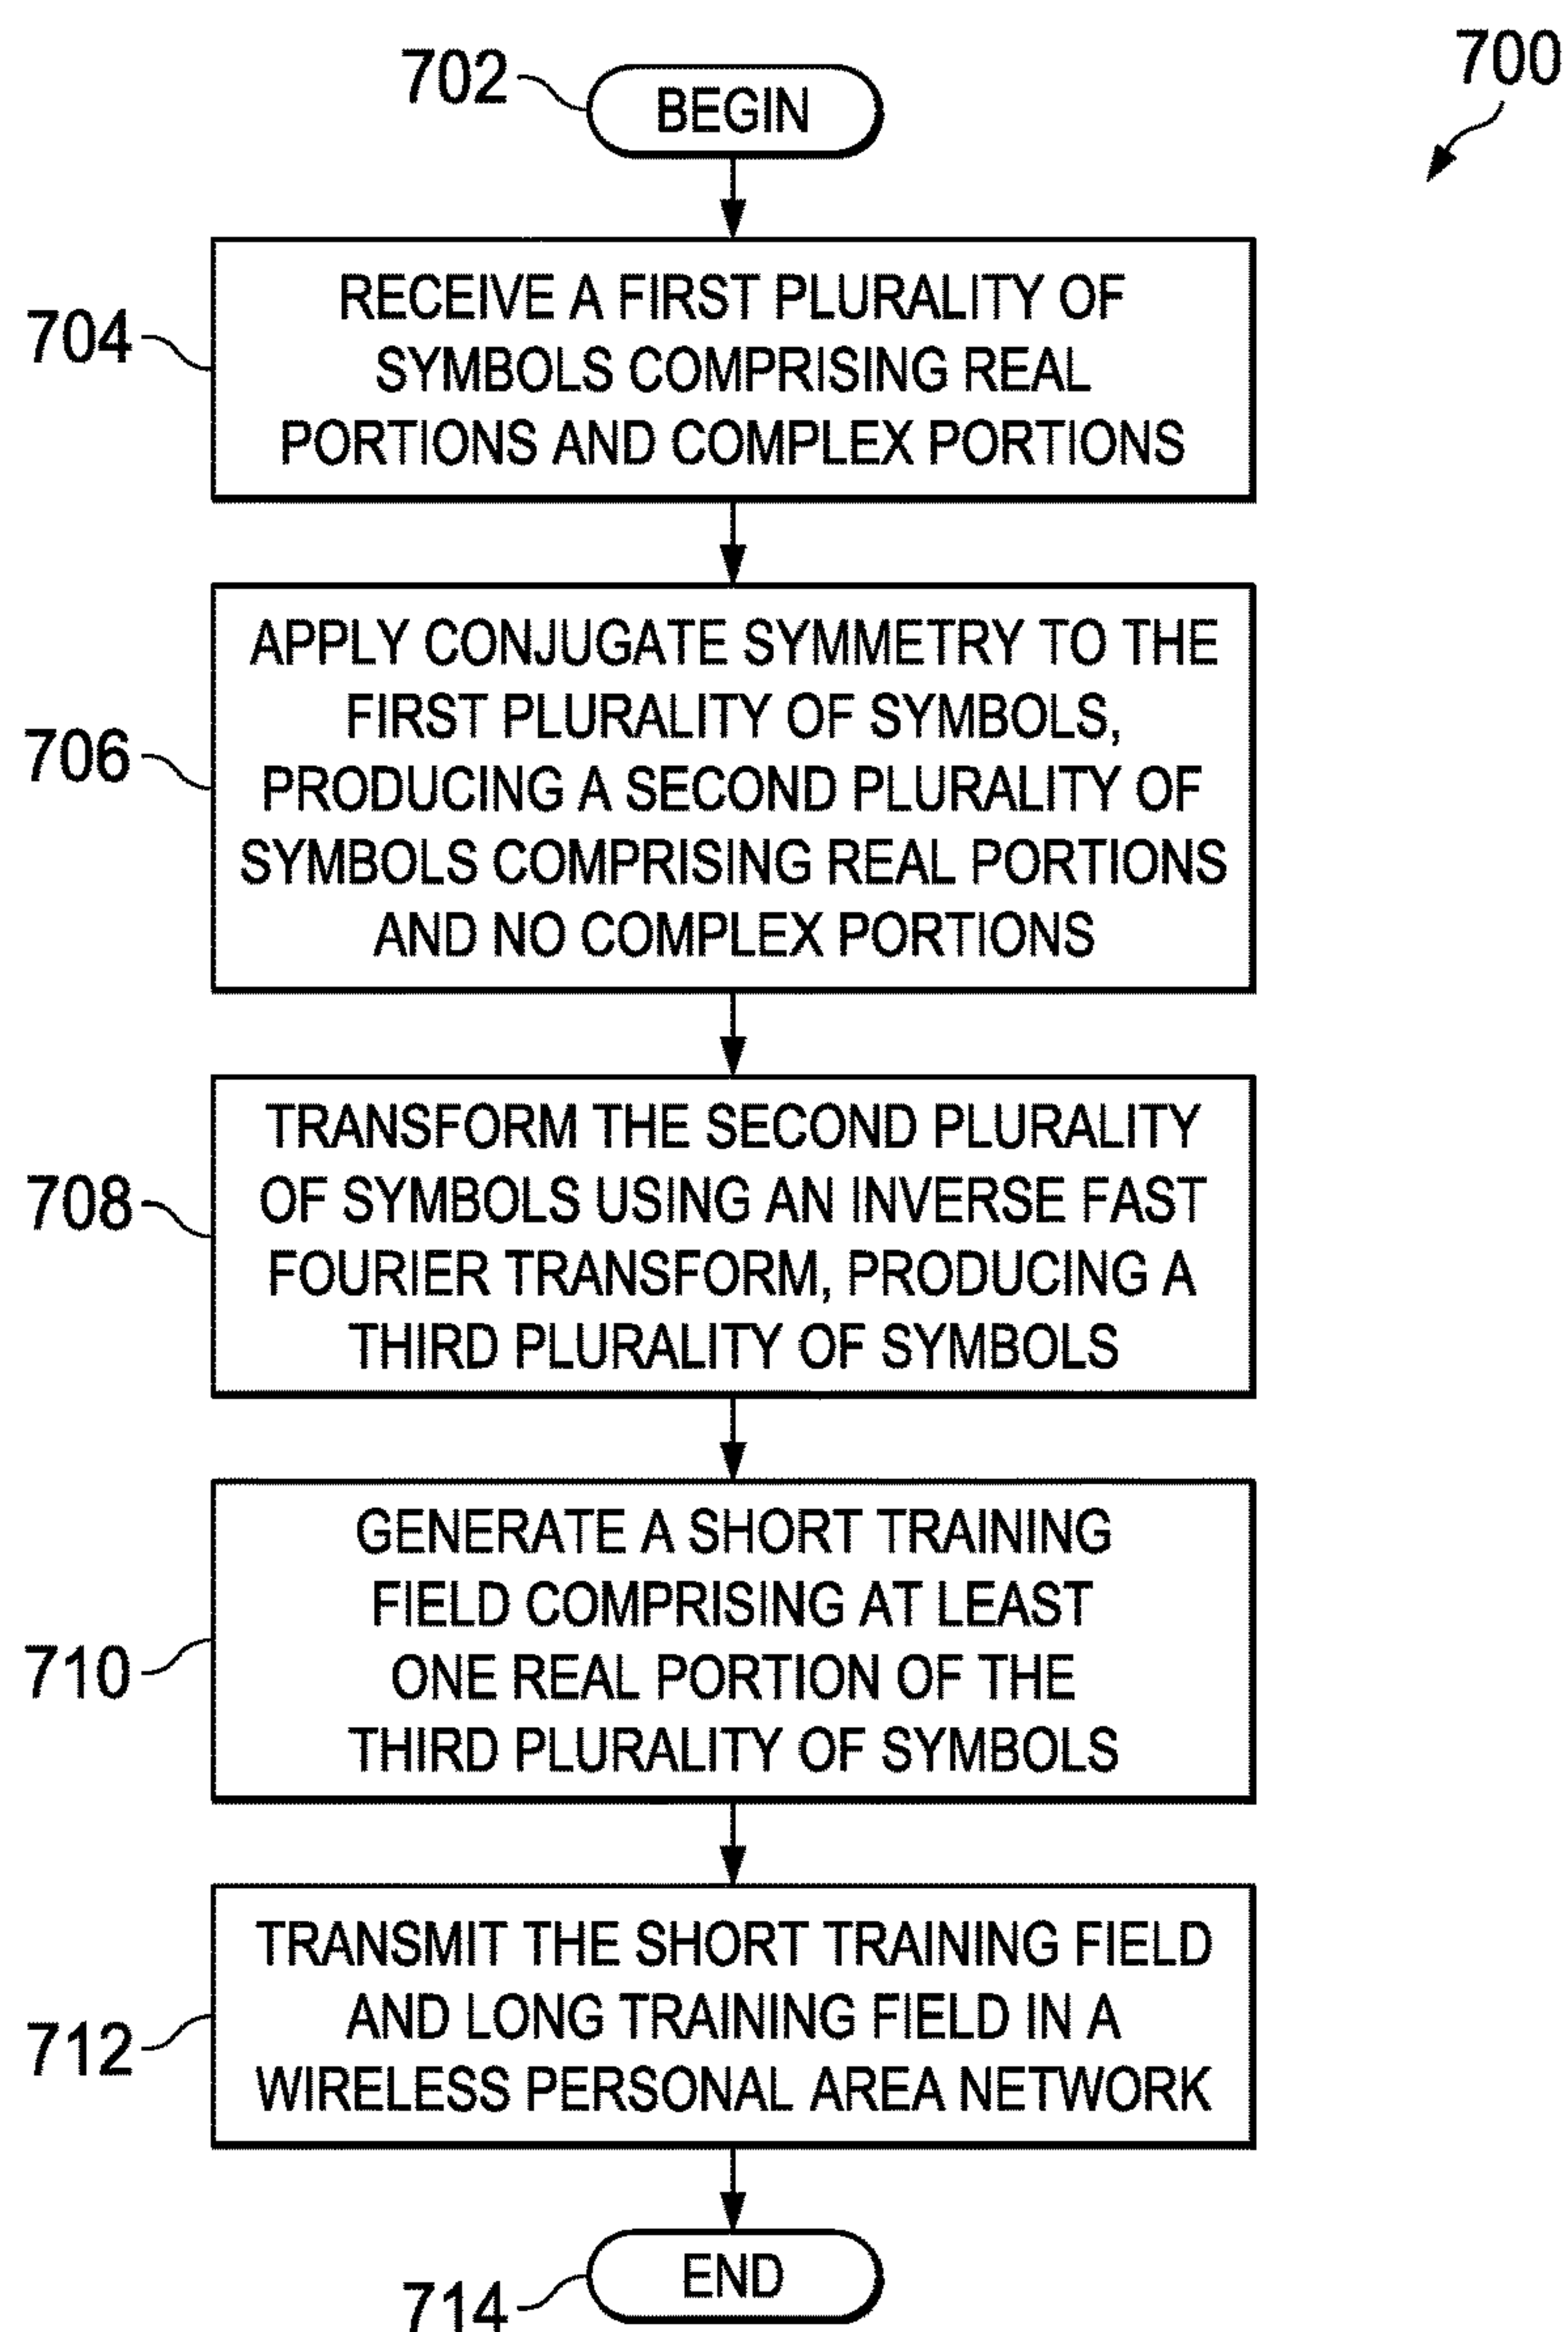 700
702
BEGIN
704
RECEIVE A FIRST PLURALITY OF
SYMBOLS COMPRISING REAL
PORTIONS AND COMPLEX PORTIONS
706
APPLY CONJUGATE SYMMETRY TO THE
FIRST PLURALITY OF SYMBOLS,
PRODUCING A SECOND PLURALITY OF
SYMBOLS COMPRISING REAL PORTIONS
AND NO COMPLEX PORTIONS
708
TRANSFORM THE SECOND PLURALITY
OF SYMBOLS USING AN INVERSE FAST
FOURIER TRANSFORM, PRODUCING A
THIRD PLURALITY OF SYMBOLS
710
GENERATE A SHORT TRAINING
FIELD COMPRISING AT LEAST
ONE REAL PORTION OF THE
THIRD PLURALITY OF SYMBOLS
712
TRANSMIT THE SHORT TRAINING FIELD
AND LONG TRAINING FIELD IN A
WIRELESS PERSONAL AREA NETWORK
END
714